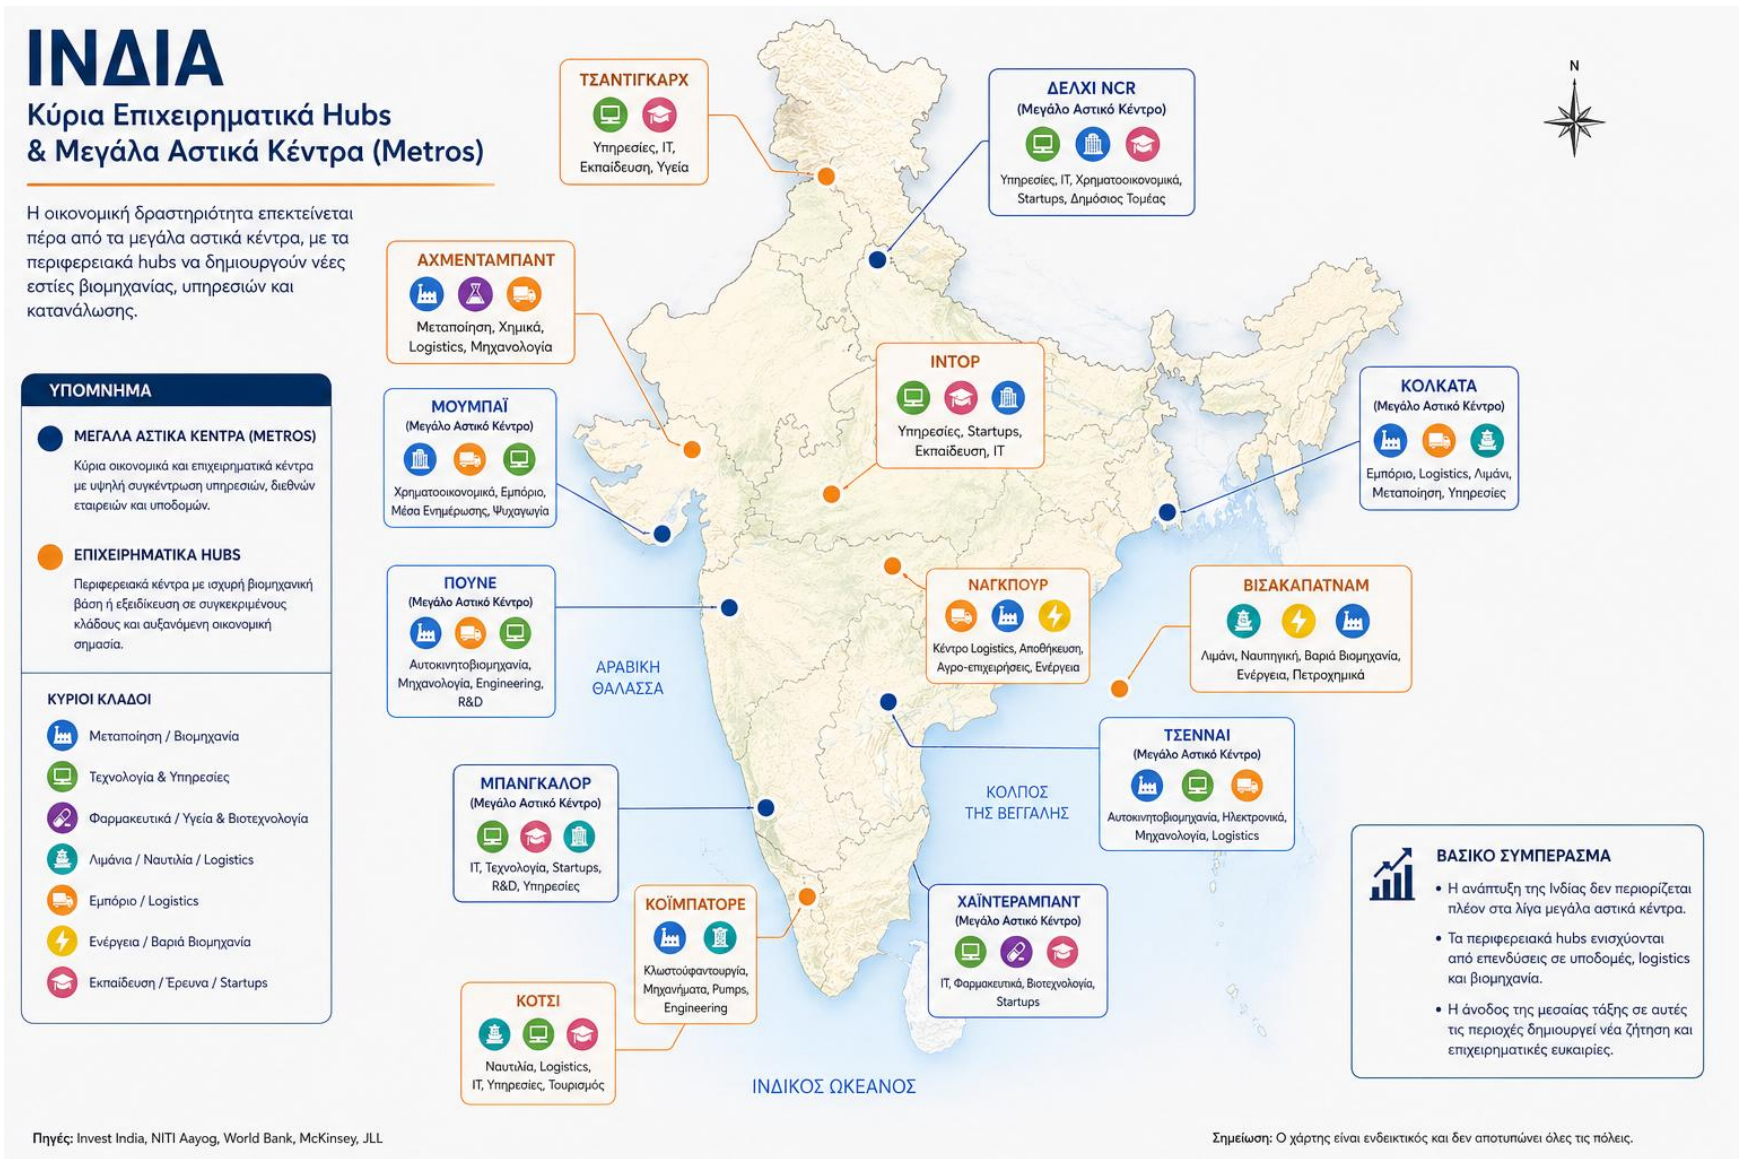 ΙΝΔΙΑ
Κύρια Επιχειρηματικά Hubs
& Μεγάλα Αστικά Κέντρα (Metros)
Η οικονομική δραστηριότητα επεκτείνεται
πέρα από τα μεγάλα αστικά κέντρα, με τα
περιφερειακά hubs να δημιουργούν νέες
εστίες βιομηχανίας, υπηρεσιών και
κατανάλωσης.
ΥΠΟΜΝΗΜΑ
ΜΕΓΑΛΑ ΑΣΤΙΚΑ ΚΕΝΤΡΑ (METROS)
Κύρια οικονομικά και επιχειρηματικά κέντρα
με υψηλή συγκέντρωση υπηρεσιών, διεθνών
εταιρειών και υποδομών.
ΕΠΙΧΕΙΡΗΜΑΤΙΚΑ HUBS
Περιφερειακά κέντρα με ισχυρή βιομηχανική
βάση ή εξειδίκευση σε συγκεκριμένους
κλάδους και αυξανόμενη οικονομική
σημασία.
ΚΥΡΙΟΙ ΚΛΑΔΟΙ
Μεταποίηση / Βιομηχανία
Τεχνολογία & Υπηρεσίες
Φαρμακευτικά / Υγεία & Βιοτεχνολογία
Λιμάνια / Ναυτιλία / Logistics
Εμπόριο / Logistics
Ενέργεια / Βαριά Βιομηχανία
Εκπαίδευση / Έρευνα / Startups
ΤΣΑΝΤΙΓΚΑΡΧ
Υπηρεσίες, IT,
Εκπαίδευση, Υγεία
ΔΕΛΧΙ NCR
(Μεγάλο Αστικό Κέντρο)
Υπηρεσίες, IT, Χρηματοοικονομικά,
Startups, Δημόσιος Τομέας
N
ΑΧΜΕΝΤΑΜΠΑΝΤ
Μεταποίηση, Χημικά,
Logistics, Μηχανολογία
ΙΝΤΟΡ
Υπηρεσίες, Startups,
Εκπαίδευση, IT
ΜΟΥΜΠΑΪ
(Μεγάλο Αστικό Κέντρο)
Χρηματοοικονομικά, Εμπόριο,
Μέσα Ενημέρωσης, Ψυχαγωγία
ΚΟΛΚΑΤΑ
(Μεγάλο Αστικό Κέντρο)
Εμπόριο, Logistics, Λιμάνι,
Μεταποίηση, Υπηρεσίες
ΠΟΥΝΕ
(Μεγάλο Αστικό Κέντρο)
Αυτοκινητοβιομηχανία,
Μηχανολογία, Engineering,
R&D
ΝΑΓΚΠΟΥΡ
Κέντρο Logistics, Αποθήκευση,
Αγρο-επιχειρήσεις, Ενέργεια
ΒΙΣΑΚΑΠΑΤΝΑΜ
Λιμάνι, Ναυπηγική, Βαριά Βιομηχανία,
Ενέργεια, Πετροχημικά
ΑΡΑΒΙΚΗ
ΘΑΛΑΣΣΑ
ΤΣΕΝΝΑΙ
(Μεγάλο Αστικό Κέντρο)
Αυτοκινητοβιομηχανία, Ηλεκτρονικά,
Μηχανολογία, Logistics
ΚΟΛΠΟΣ
ΤΗΣ ΒΕΓΓΑΛΗΣ
ΜΠΑΝΓΚΑΛΟΡ
(Μεγάλο Αστικό Κέντρο)
IT, Τεχνολογία, Startups,
R&D, Υπηρεσίες
ΚΟΪΜΠΑΤΟΡΕ
Κλωστούφαντουργία,
Μηχανήματα, Pumps,
Engineering
ΧΑΪΝΤΕΡΑΜΠΑΝΤ
(Μεγάλο Αστικό Κέντρο)
IT, Φαρμακευτικά, Βιοτεχνολογία,
Startups
ΚΟΤΣΙ
Ναυτιλία, Logistics,
IT, Υπηρεσίες, Τουρισμός
ΙΝΔΙΚΟΣ ΩΚΕΑΝΟΣ
ΒΑΣΙΚΟ ΣΥΜΠΕΡΑΣΜΑ
• Η ανάπτυξη της Ινδίας δεν περιορίζεται
πλέον στα λίγα μεγάλα αστικά κέντρα.
• Τα περιφερειακά hubs ενισχύονται
από επενδύσεις σε υποδομές, logistics
και βιομηχανία.
• Η άνοδος της μεσαίας τάξης σε αυτές
τις περιοχές δημιουργεί νέα ζήτηση και
επιχειρηματικές ευκαιρίες.
Πηγές: Invest India, NITI Aayog, World Bank, McKinsey, JLL
Σημείωση: Ο χάρτης είναι ενδεικτικός και δεν αποτυπώνει όλες τις πόλεις.